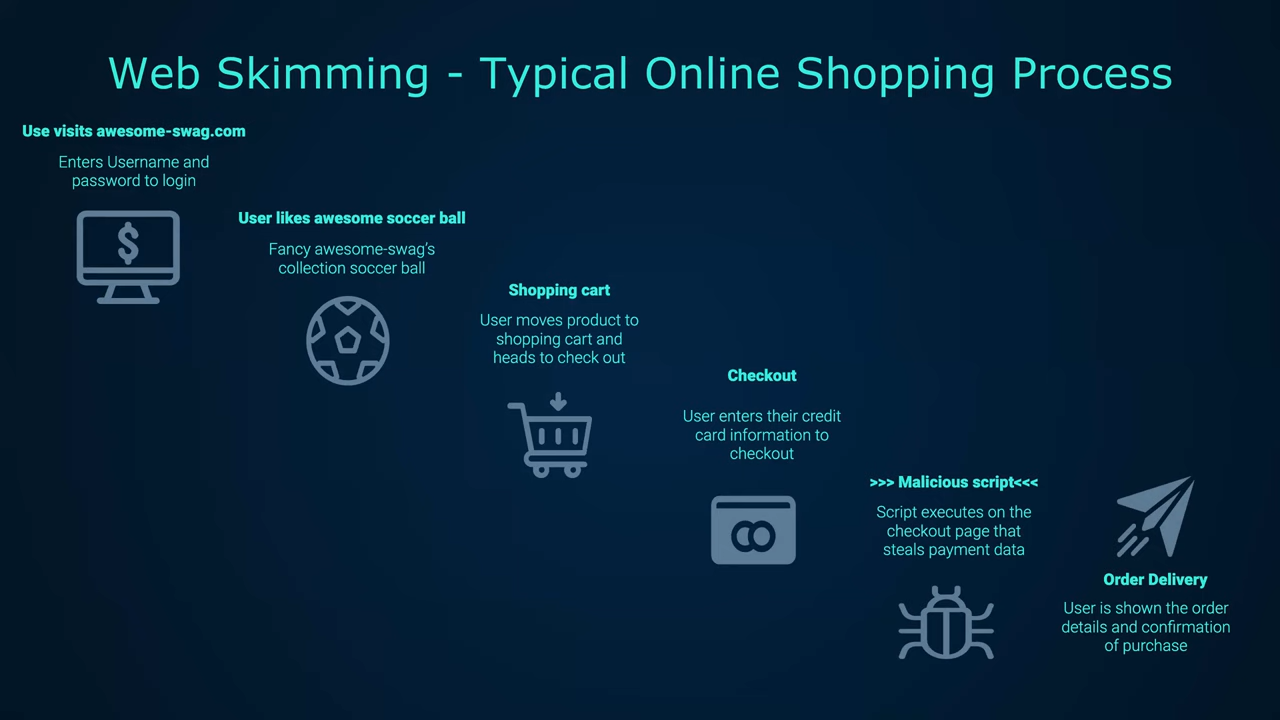 Web Skimming - Typical Online Shopping Process
Use visits awesome-swag.com
Enters Username and
password to login
$
User likes awesome soccer ball
Fancy awesome-swag's
collection soccer ball
Shopping cart
User moves product to
shopping cart and
heads to check out
Checkout
User enters their credit
card information to
checkout
>>> Malicious script<<<
Script executes on the
checkout page that
steals payment data
Order Delivery
User is shown the order
details and confirmation
of purchase